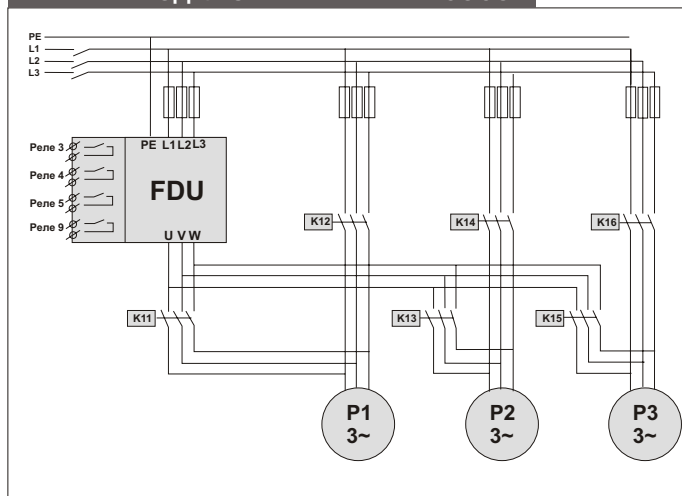 PE
L1
L2
L3
Реле 3
Реле 4
Реле 5
Реле 9
PE L1 L2 L3
FDU
U V W
K12
K14
K16
K11
K13
K15
P1
3~
P2
3~
P3
3~